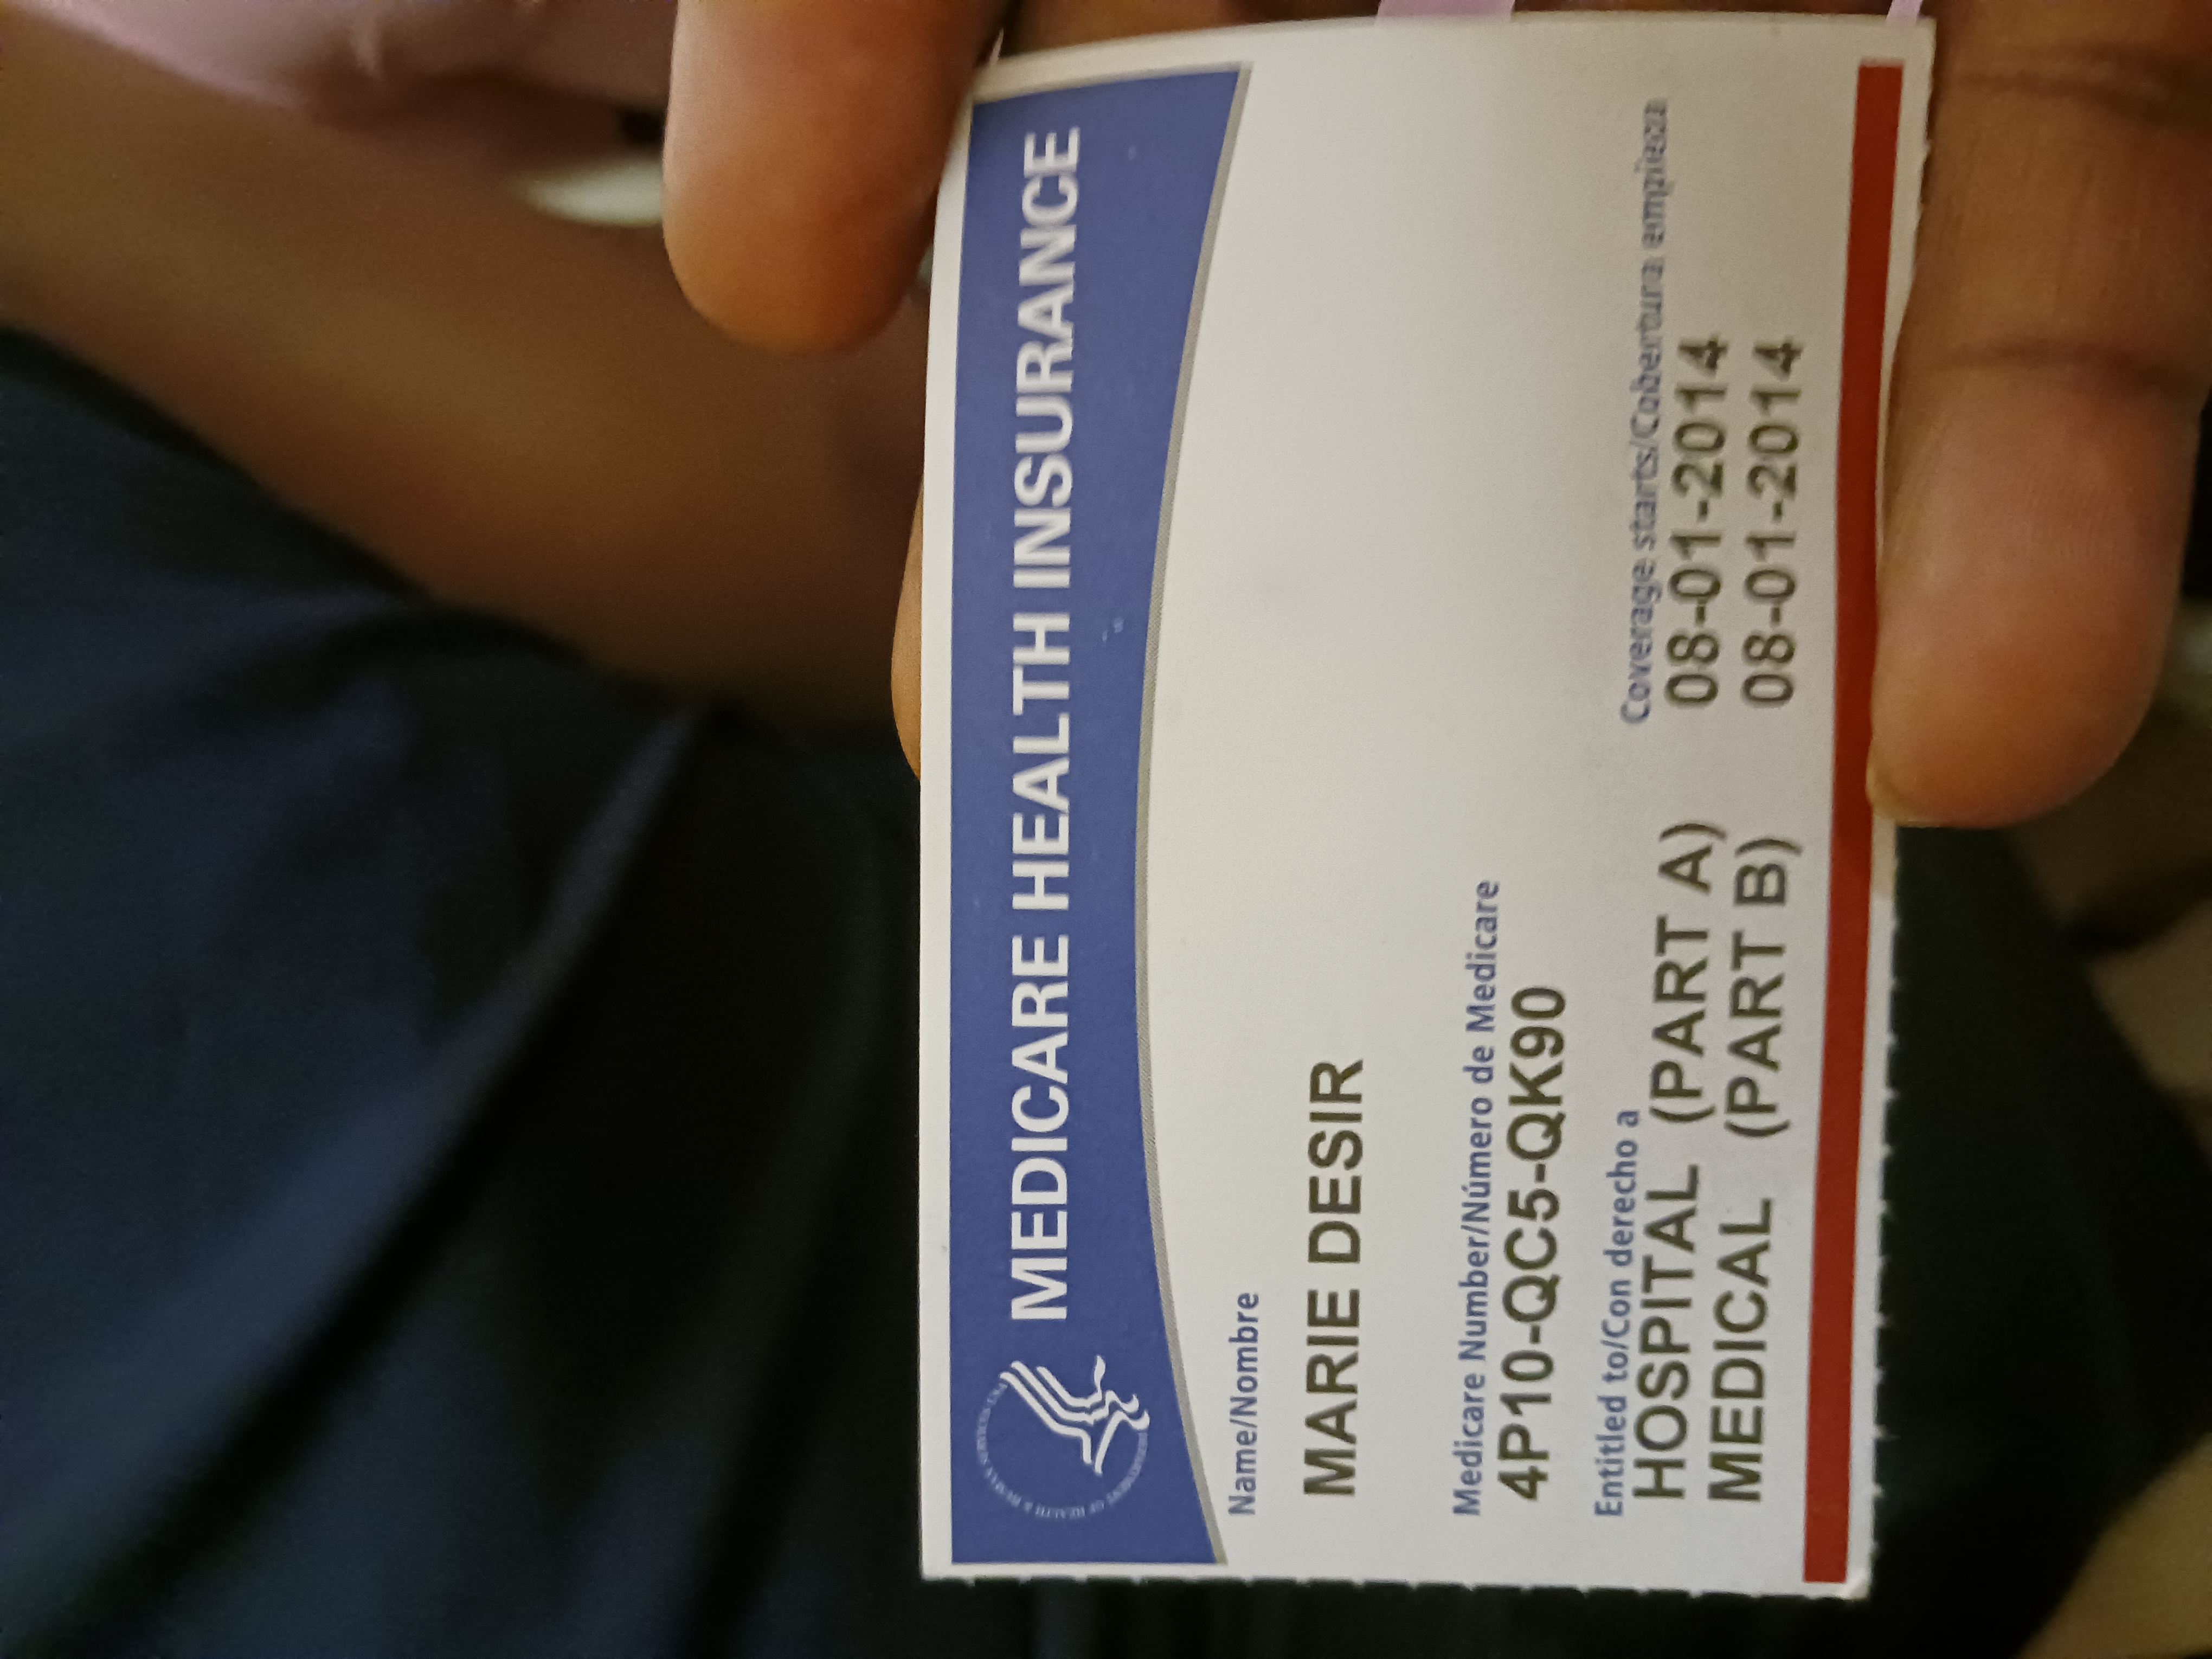 MEDICARE HEALTH INSURANCE
Name/Nombre
MARIE DESIR
Medicare Number/Número de Medicare
4P10-QC5-QK90
Entitled to/Con derecho a
HOSPITAL (PART A)
MEDICAL (PART B)
Coverage starts/Cobertura empieza
08-01-2014
08-01-2014